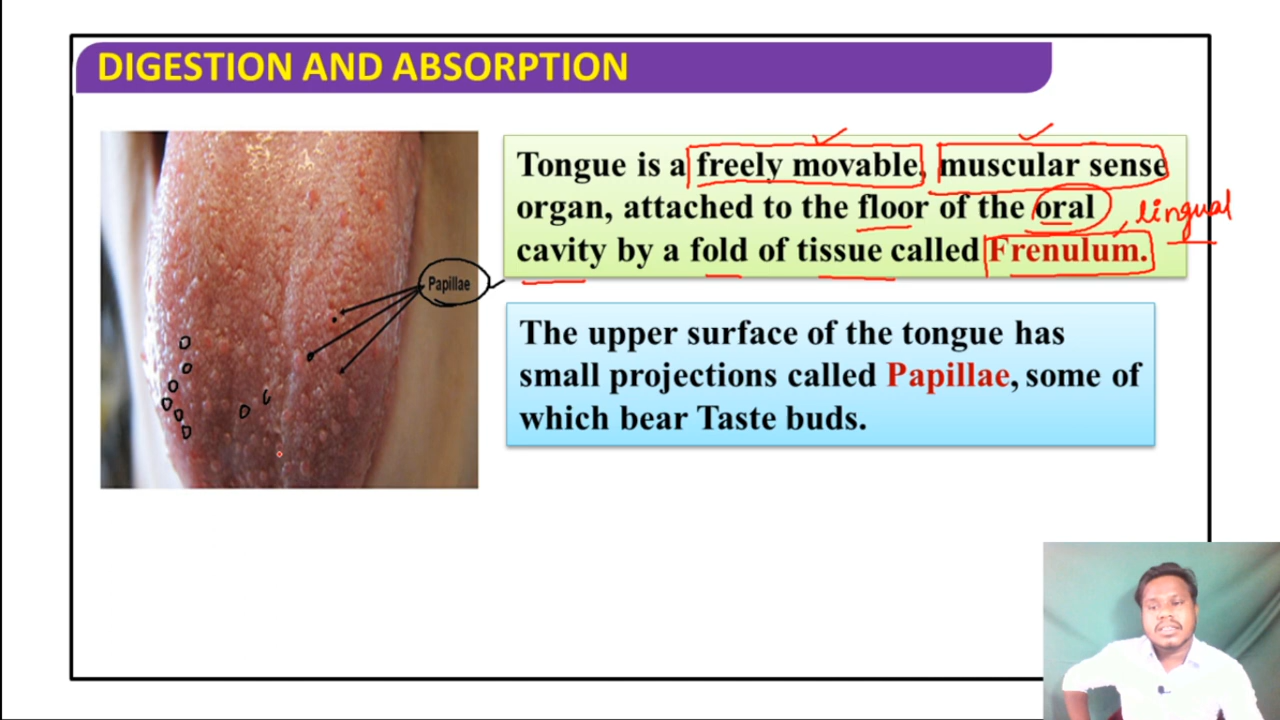 DIGESTION AND ABSORPTION
Tongue is a freely movable, muscular sense
organ, attached to the floor of the oral
lingual
cavity by a fold of tissue called Frenulum.
Papillae
The upper surface of the tongue has
small projections called Papillae, some of
which bear Taste buds.